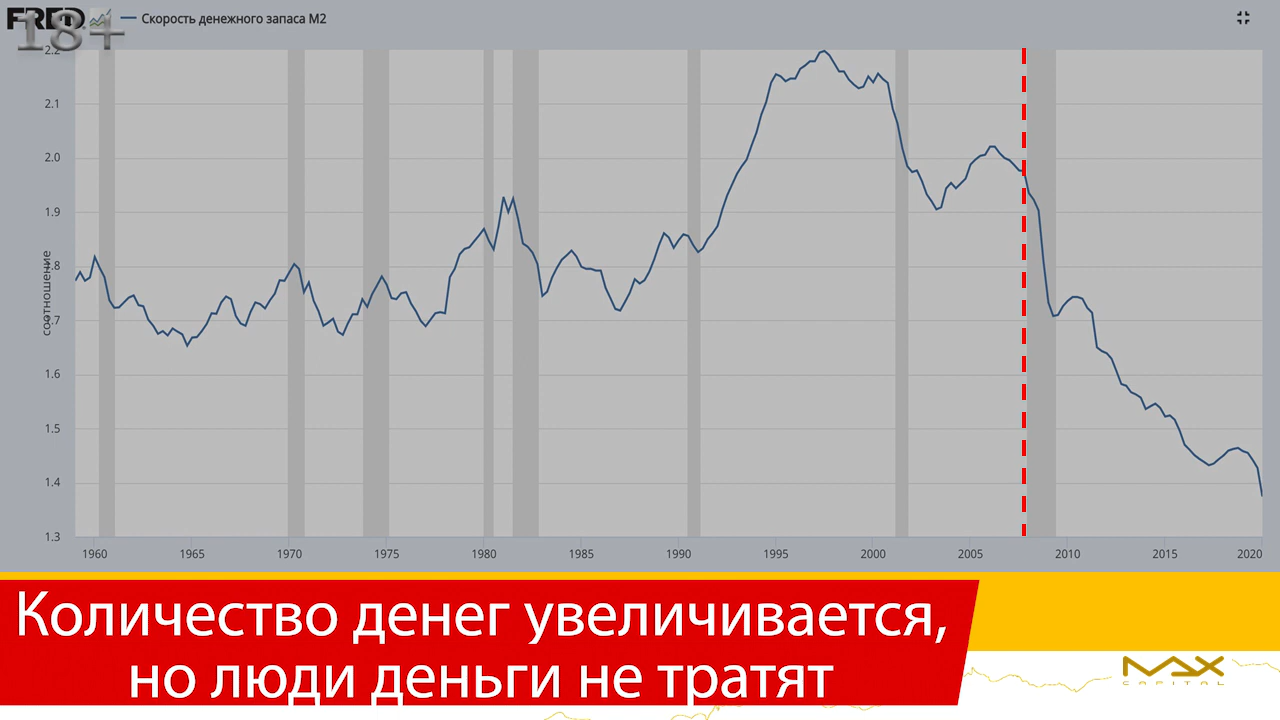 FRED
18+
Скорость денежного запаса М2
2.2
2.1
2.0
1.9
1.8
1.7
1.6
1.5
1.4
1.3
соотношение
1960 1965 1970 1975 1980 1985 1990 1995 2000 2005 2010 2015 2020
Количество денег увеличивается,
но люди деньги не тратят
MAX
CAPITAL